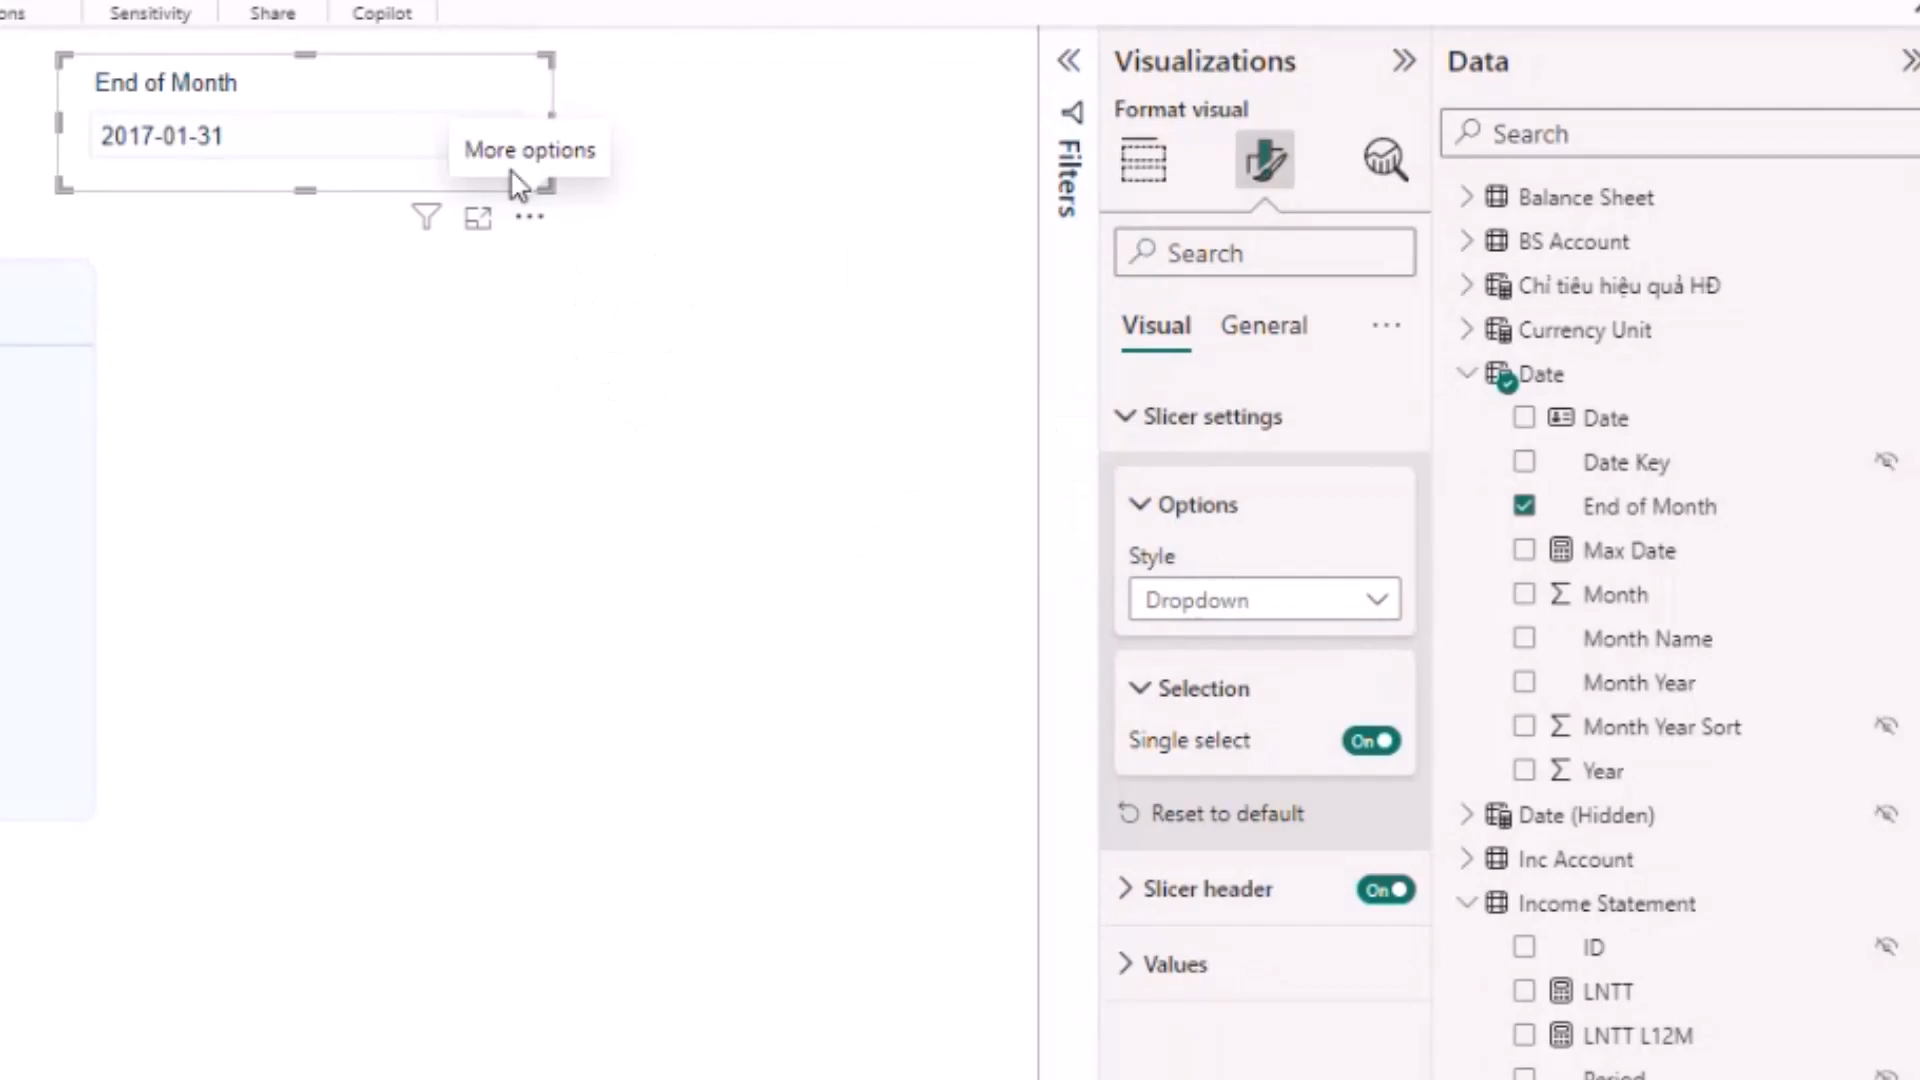 Sensitivity
Share
Copilot
End of Month
2017-01-31
More options
Filters
Visualizations
Format visual
Search
Visual
General
Slicer settings
Options
Style
Dropdown
Selection
Single select
On
Reset to default
Slicer header
On
Values
Data
Search
Balance Sheet
BS Account
Chỉ tiêu hiệu quả HĐ
Currency Unit
Date
Date
Date Key
End of Month
Max Date
Month
Month Name
Month Year
Month Year Sort
Year
Date (Hidden)
Inc Account
Income Statement
ID
LNTT
LNTT L12M
Period